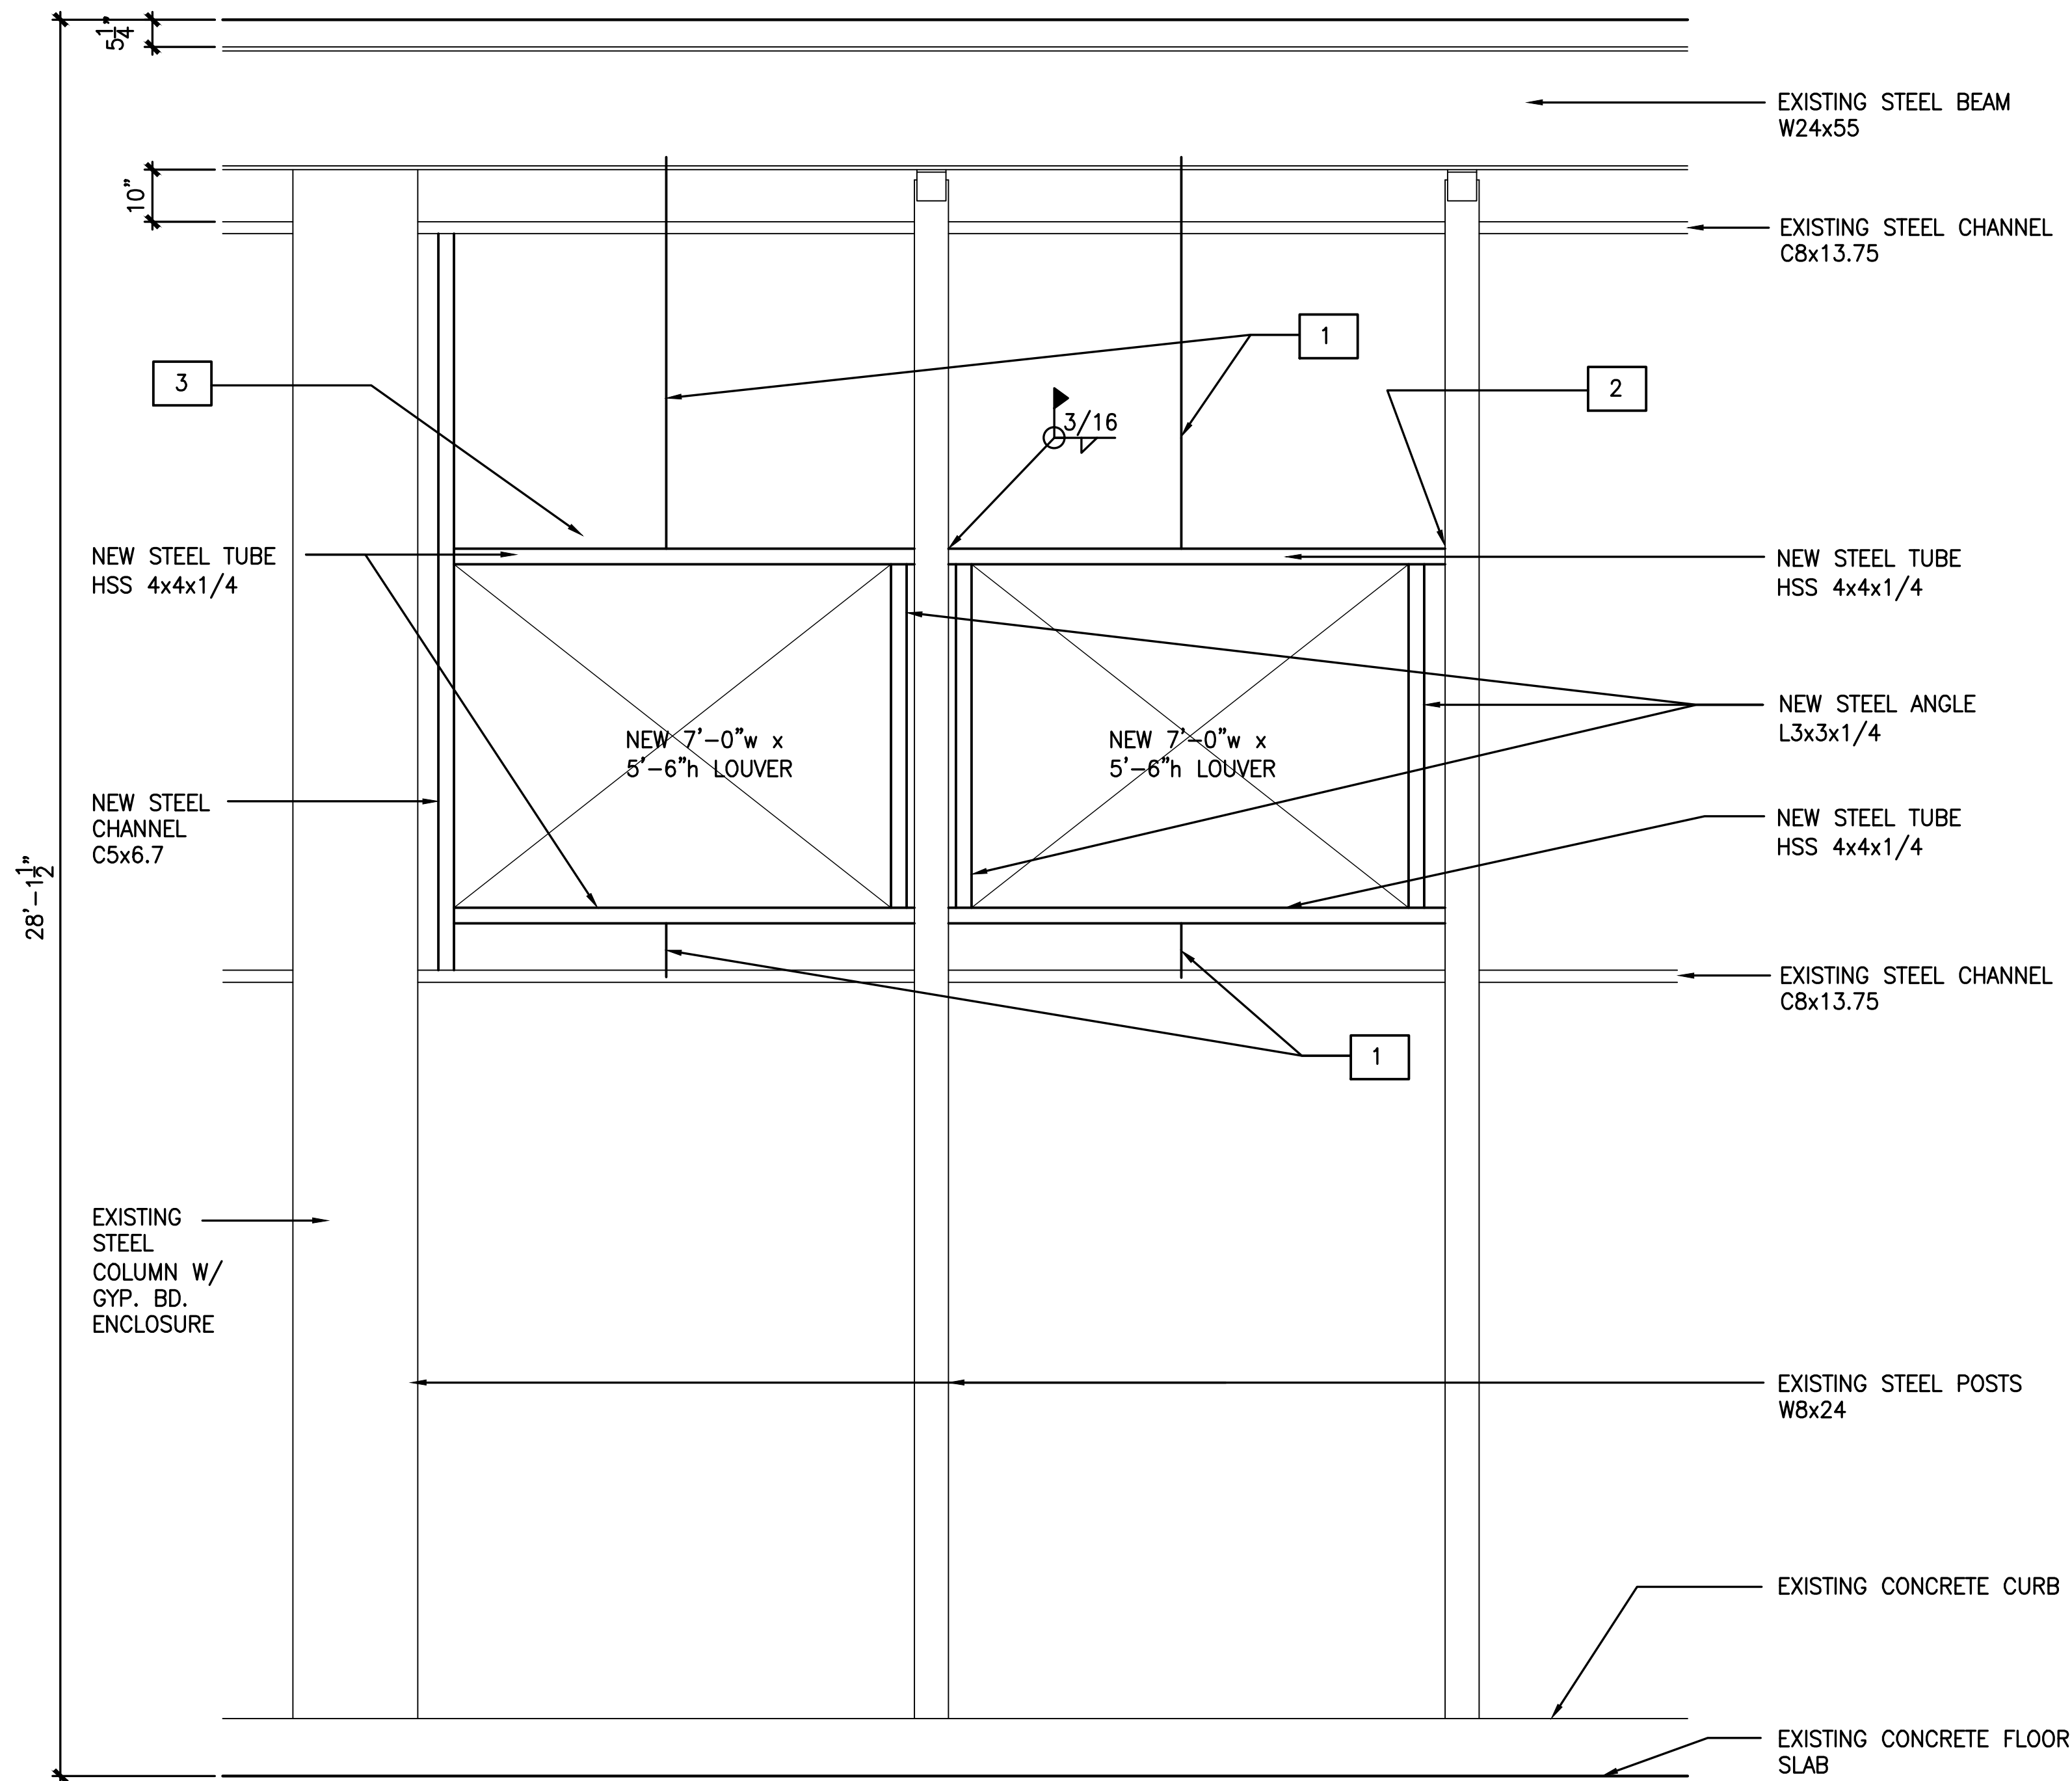 5 1/4"
EXISTING STEEL BEAM
W24x55
10"
EXISTING STEEL CHANNEL
C8x13.75
1
3
2
3/16
NEW STEEL TUBE
HSS 4x4x1/4
NEW STEEL TUBE
HSS 4x4x1/4
NEW 7'-0"w x
5'-6"h LOUVER
NEW 7'-0"w x
5'-6"h LOUVER
NEW STEEL ANGLE
L3x3x1/4
NEW STEEL
CHANNEL
C5x6.7
NEW STEEL TUBE
HSS 4x4x1/4
28'-1 1/2"
EXISTING STEEL CHANNEL
C8x13.75
1
EXISTING
STEEL
COLUMN W/
GYP. BD.
ENCLOSURE
EXISTING STEEL POSTS
W8x24
EXISTING CONCRETE CURB
EXISTING CONCRETE FLOOR
SLAB